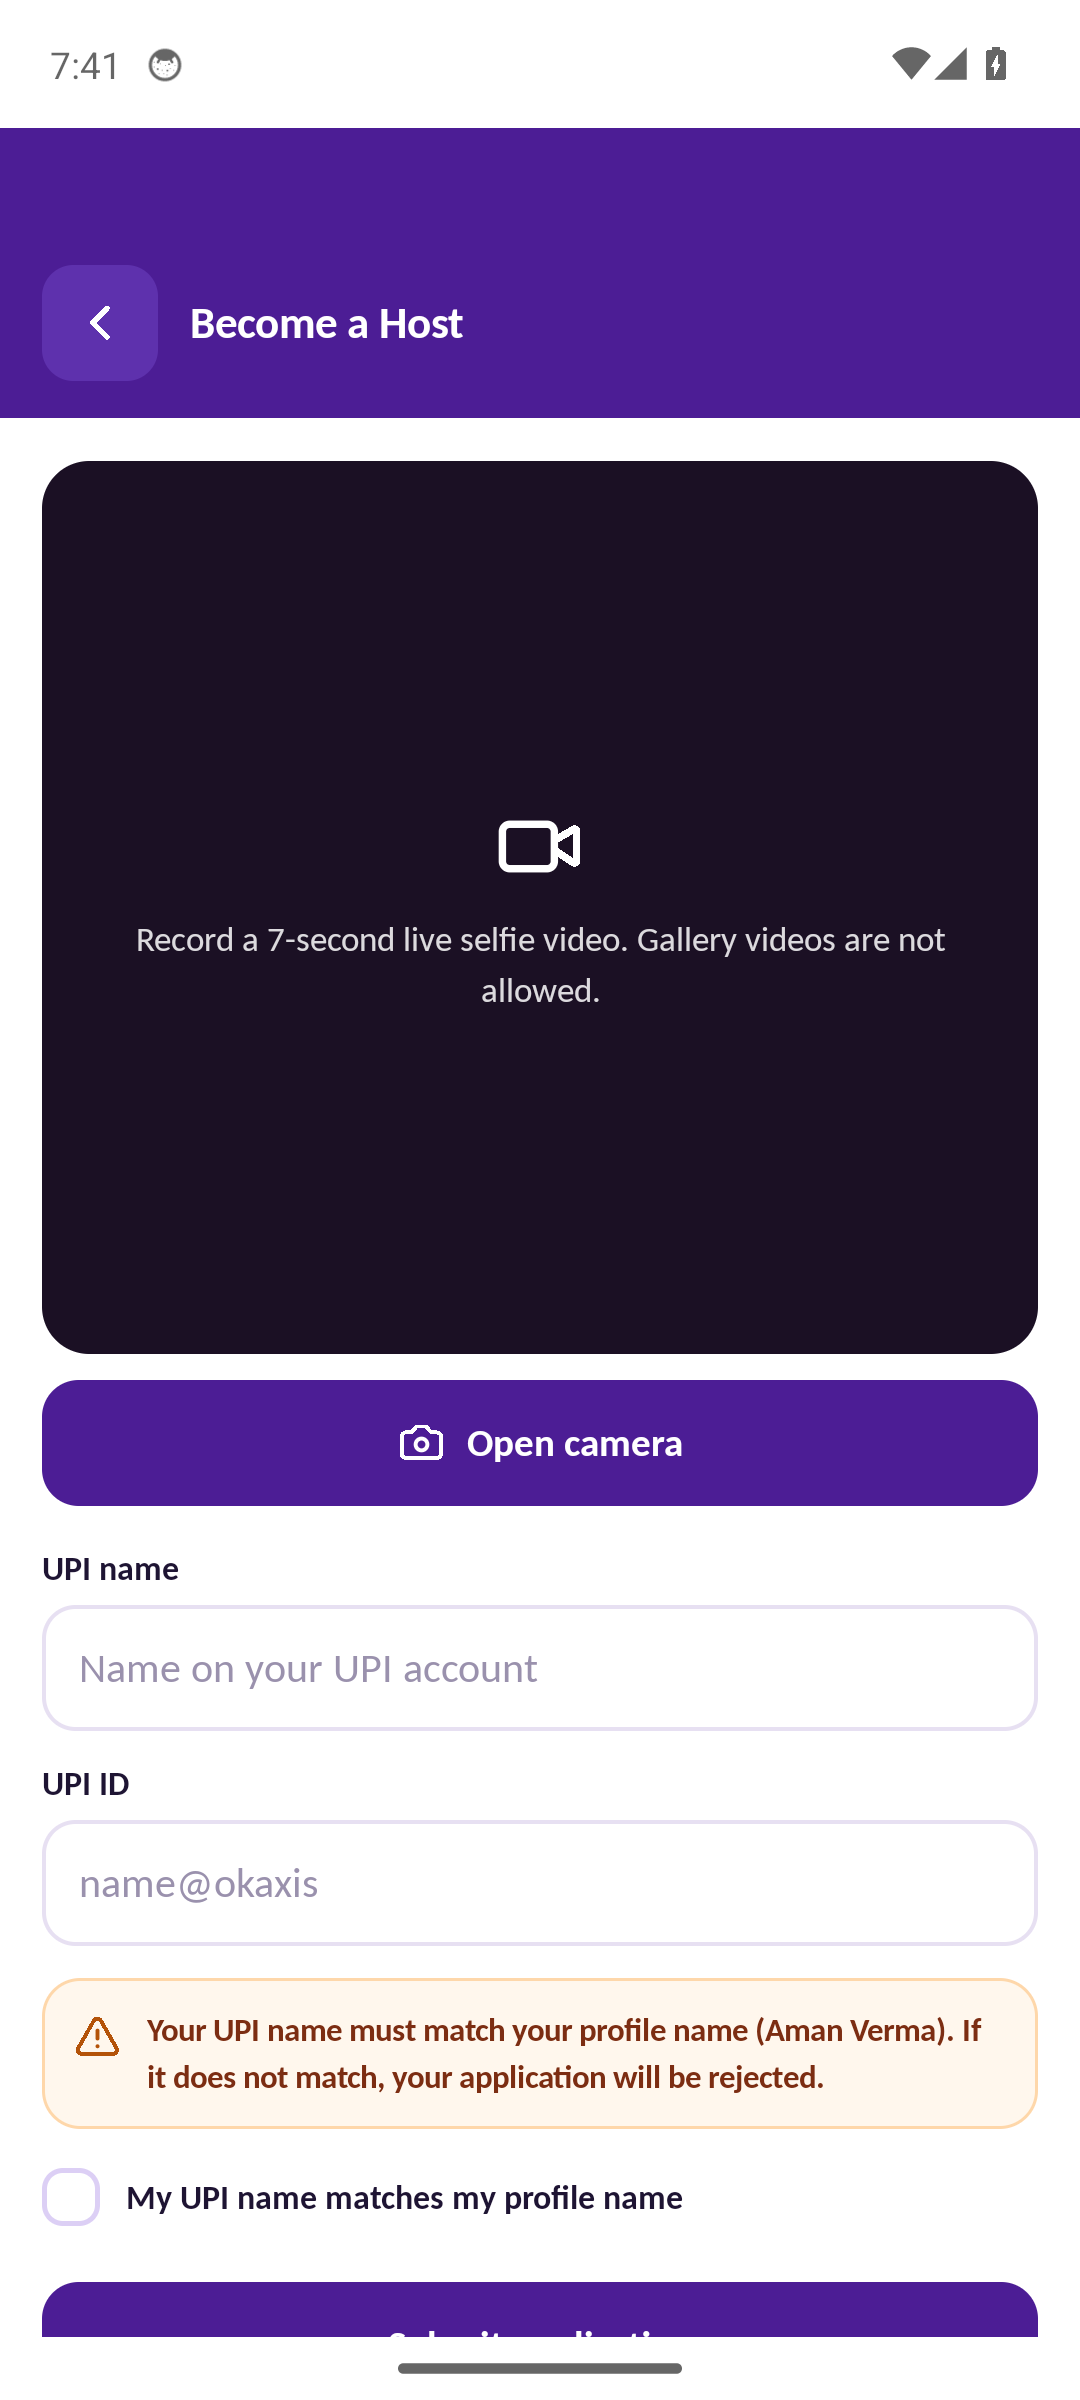 7:41
Become a Host
Record a 7-second live selfie video. Gallery videos are not
allowed.
Open camera
UPI name
Name on your UPI account
UPI ID
name@okaxis
Your UPI name must match your profile name (Aman Verma). If
it does not match, your application will be rejected.
My UPI name matches my profile name